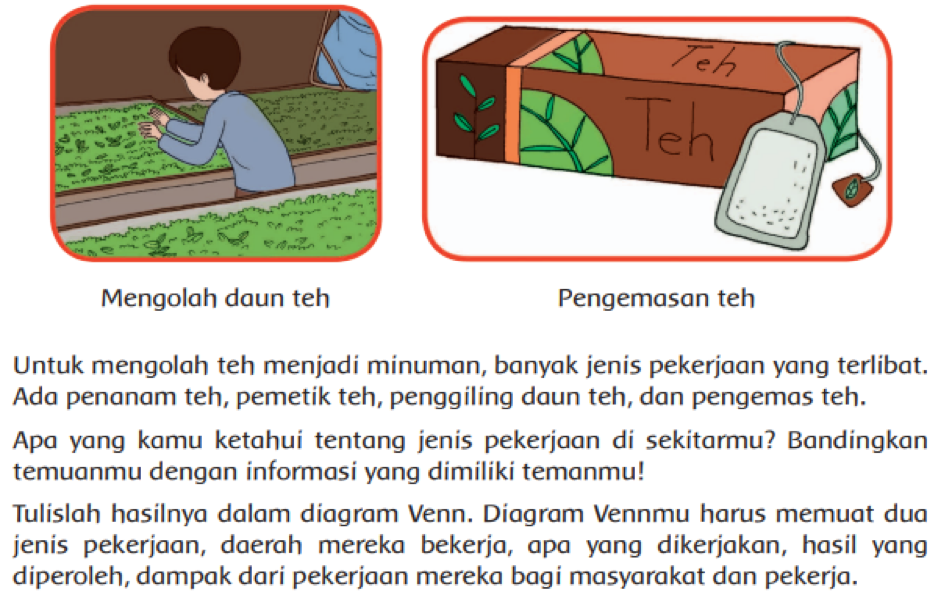 Teh
Teh
Mengolah daun teh
Pengemasan teh
Untuk mengolah teh menjadi minuman, banyak jenis pekerjaan yang terlibat.
Ada penanam teh, pemetik teh, penggiling daun teh, dan pengemas teh.
Apa yang kamu ketahui tentang jenis pekerjaan di sekitarmu? Bandingkan
temuanmu dengan informasi yang dimiliki temanmu!
Tulislah hasilnya dalam diagram Venn. Diagram Vennmu harus memuat dua
jenis pekerjaan, daerah mereka bekerja, apa yang dikerjakan, hasil yang
diperoleh, dampak dari pekerjaan mereka bagi masyarakat dan pekerja.